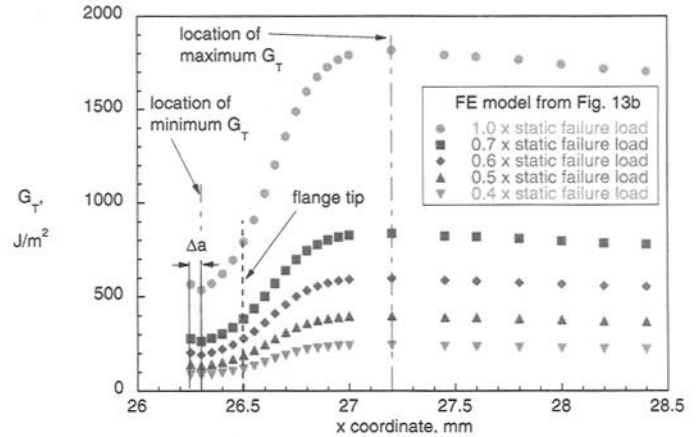 2000
1500
1000
500
0
G_T,
J/m²
location of
maximum G_T
location of
minimum G_T
Δa
flange tip
FE model from Fig. 13b
1.0 x static failure load
0.7 x static failure load
0.6 x static failure load
0.5 x static failure load
0.4 x static failure load
26 26.5 27 27.5 28 28.5
x coordinate, mm